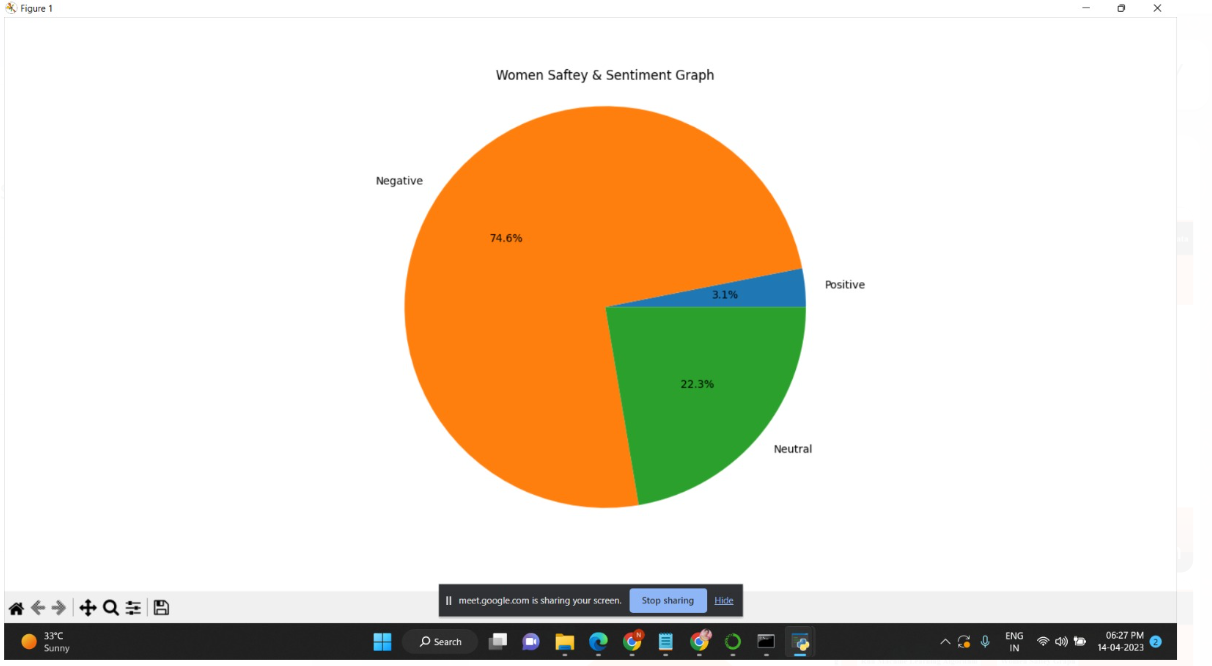 Figure 1
Women Saftey & Sentiment Graph
Negative
74.6%
Positive
3.1%
22.3%
Neutral
meet.google.com is sharing your screen. Stop sharing Hide
33°C
Sunny
Search
ENG
IN
06:27 PM
14-04-2023
2